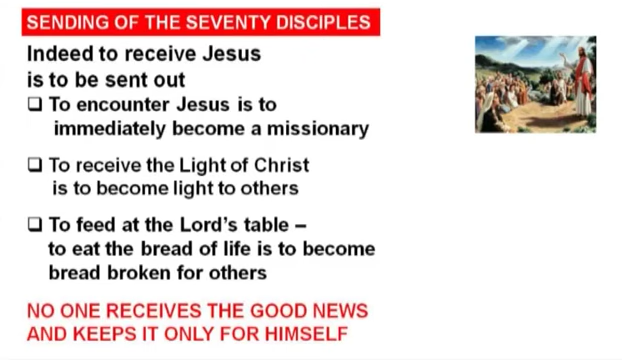 SENDING OF THE SEVENTY DISCIPLES
Indeed to receive Jesus
is to be sent out
❑ To encounter Jesus is to
immediately become a missionary
❑ To receive the Light of Christ
is to become light to others
❑ To feed at the Lord's table –
to eat the bread of life is to become
bread broken for others
NO ONE RECEIVES THE GOOD NEWS
AND KEEPS IT ONLY FOR HIMSELF